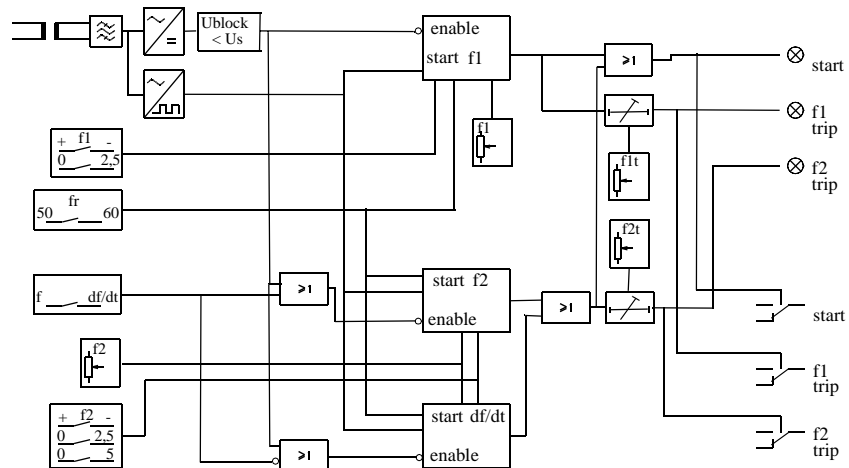 Ublock
< Us
enable
start f1
≥1
start
f1
f1
trip
+ f1 -
0 2,5
f1t
f2
trip
fr
50 60
f2t
start f2
≥1
f df/dt
enable
≥1
start
f2
f1
trip
+ f2 -
0 2,5
0 5
start df/dt
≥1
enable
f2
trip